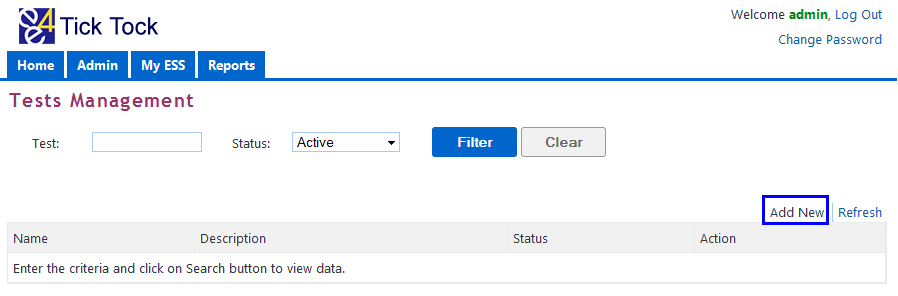 e4e Tick Tock
Welcome admin, Log Out
Change Password
Home Admin My ESS Reports
Tests Management
Test: Status: Active Filter Clear
Add New Refresh
Name Description Status Action
Enter the criteria and click on Search button to view data.